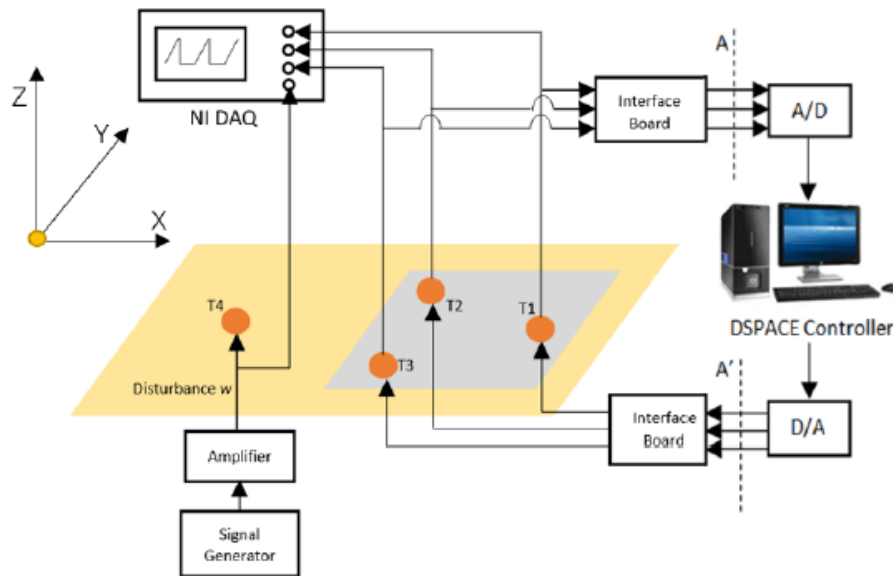 NI DAQ
Z
Y
X
A
Interface
Board
A/D
DSPACE Controller
T4
T2
T1
T3
Disturbance w
A'
Interface
Board
D/A
Amplifier
Signal
Generator